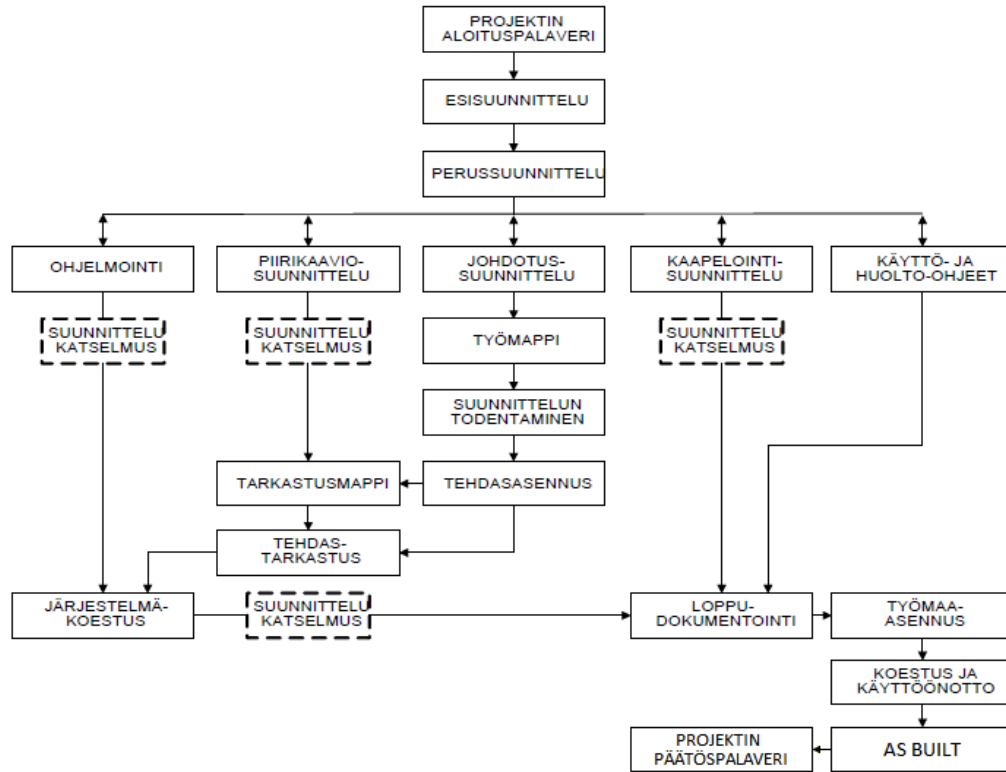 PROJEKTIN
ALOITUSPALAVERI
ESISUUNNITTELU
PERUSSUUNNITTELU
OHJELMOINTI
PIIRIKAAVIO-
SUUNNITTELU
JOHDOTUS-
SUUNNITTELU
KAAPELOINTI-
SUUNNITTELU
KÄYTTÖ- JA
HUOLTO-OHJEET
SUUNNITTELU
KATSELMUS
SUUNNITTELU
KATSELMUS
TYÖMAPPI
SUUNNITTELU
KATSELMUS
SUUNNITTELUN
TODENTAMINEN
TARKASTUSMAPPI
TEHDASASENNUS
TEHDAS-
TARKASTUS
JÄRJESTELMÄ-
KOESTUS
SUUNNITTELU
KATSELMUS
LOPPU-
DOKUMENTOINTI
TYÖMAA-
ASENNUS
KOESTUS JA
KÄYTTÖÖNOTTO
PROJEKTIN
PÄÄTÖSPALAVERI
AS BUILT